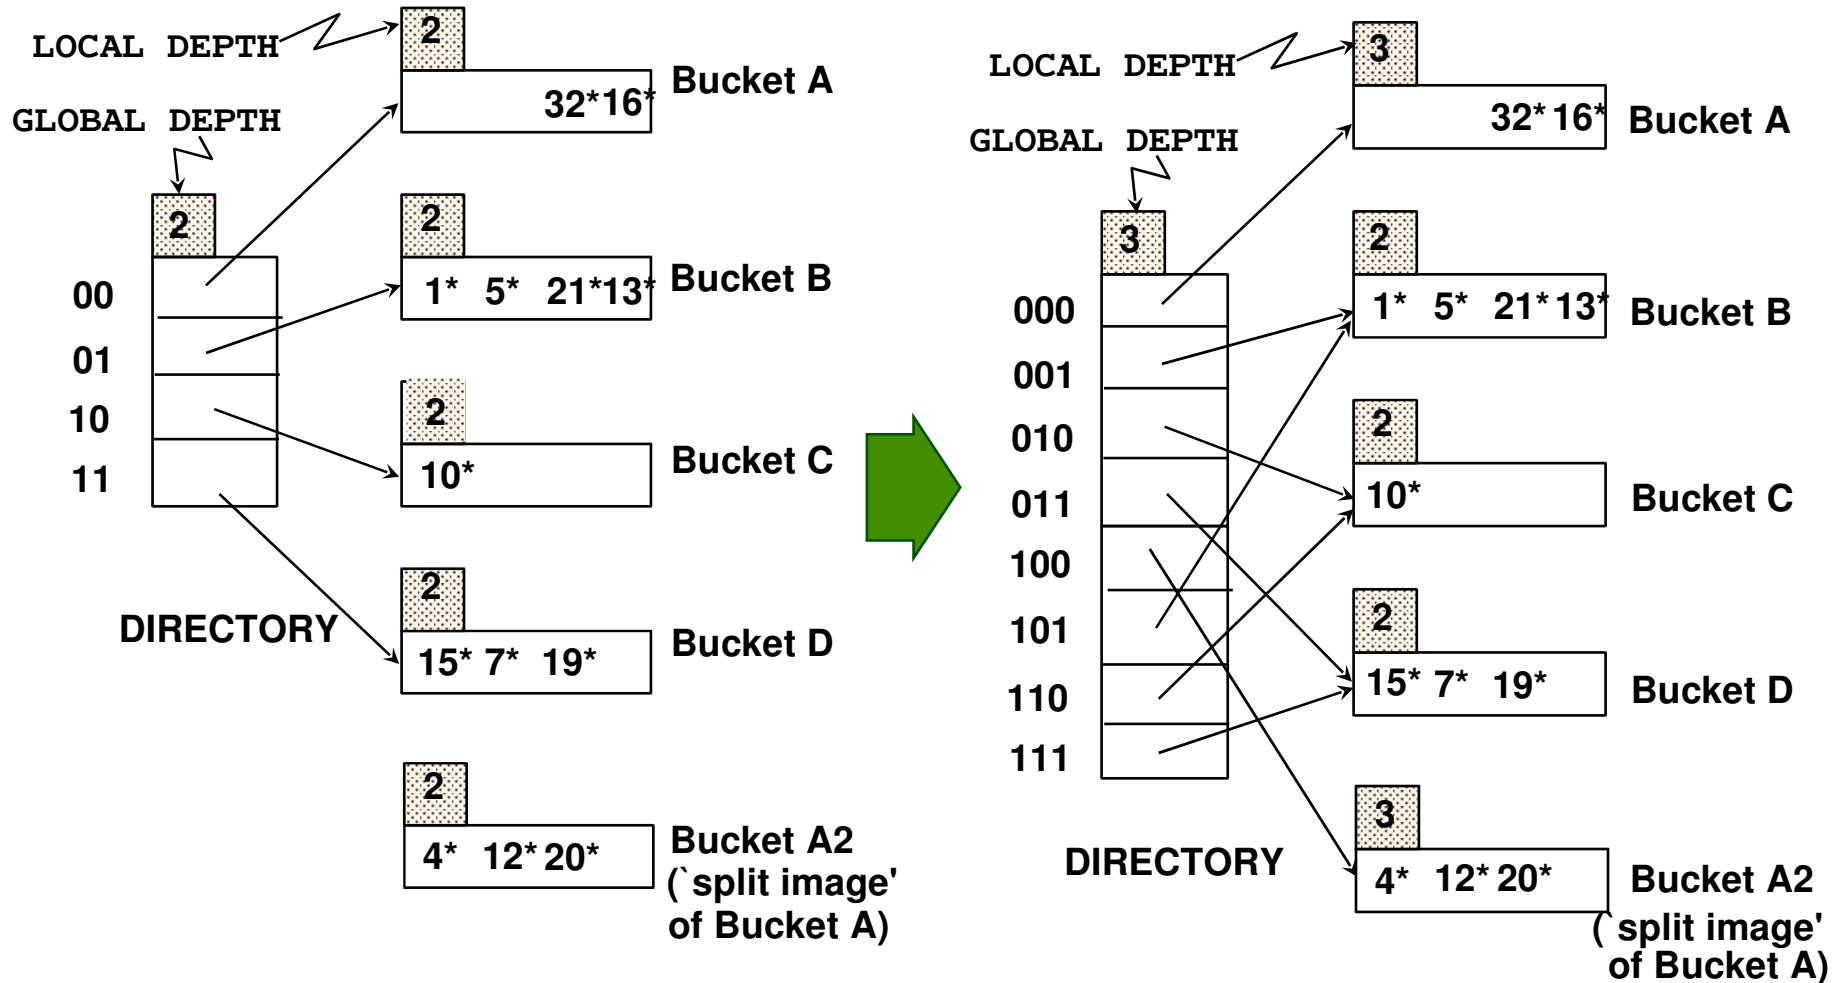 LOCAL DEPTH
2
32* 16*
Bucket A
GLOBAL DEPTH
2
2
1* 5* 21* 13*
Bucket B
00
01
10
11
2
10*
Bucket C
DIRECTORY
2
15* 7* 19*
Bucket D
2
4* 12* 20*
Bucket A2
(`split image'
of Bucket A)
LOCAL DEPTH
3
32* 16*
Bucket A
GLOBAL DEPTH
3
2
1* 5* 21* 13*
Bucket B
000
001
010
011
100
101
110
111
2
10*
Bucket C
2
15* 7* 19*
Bucket D
DIRECTORY
3
4* 12* 20*
Bucket A2
(`split image'
of Bucket A)